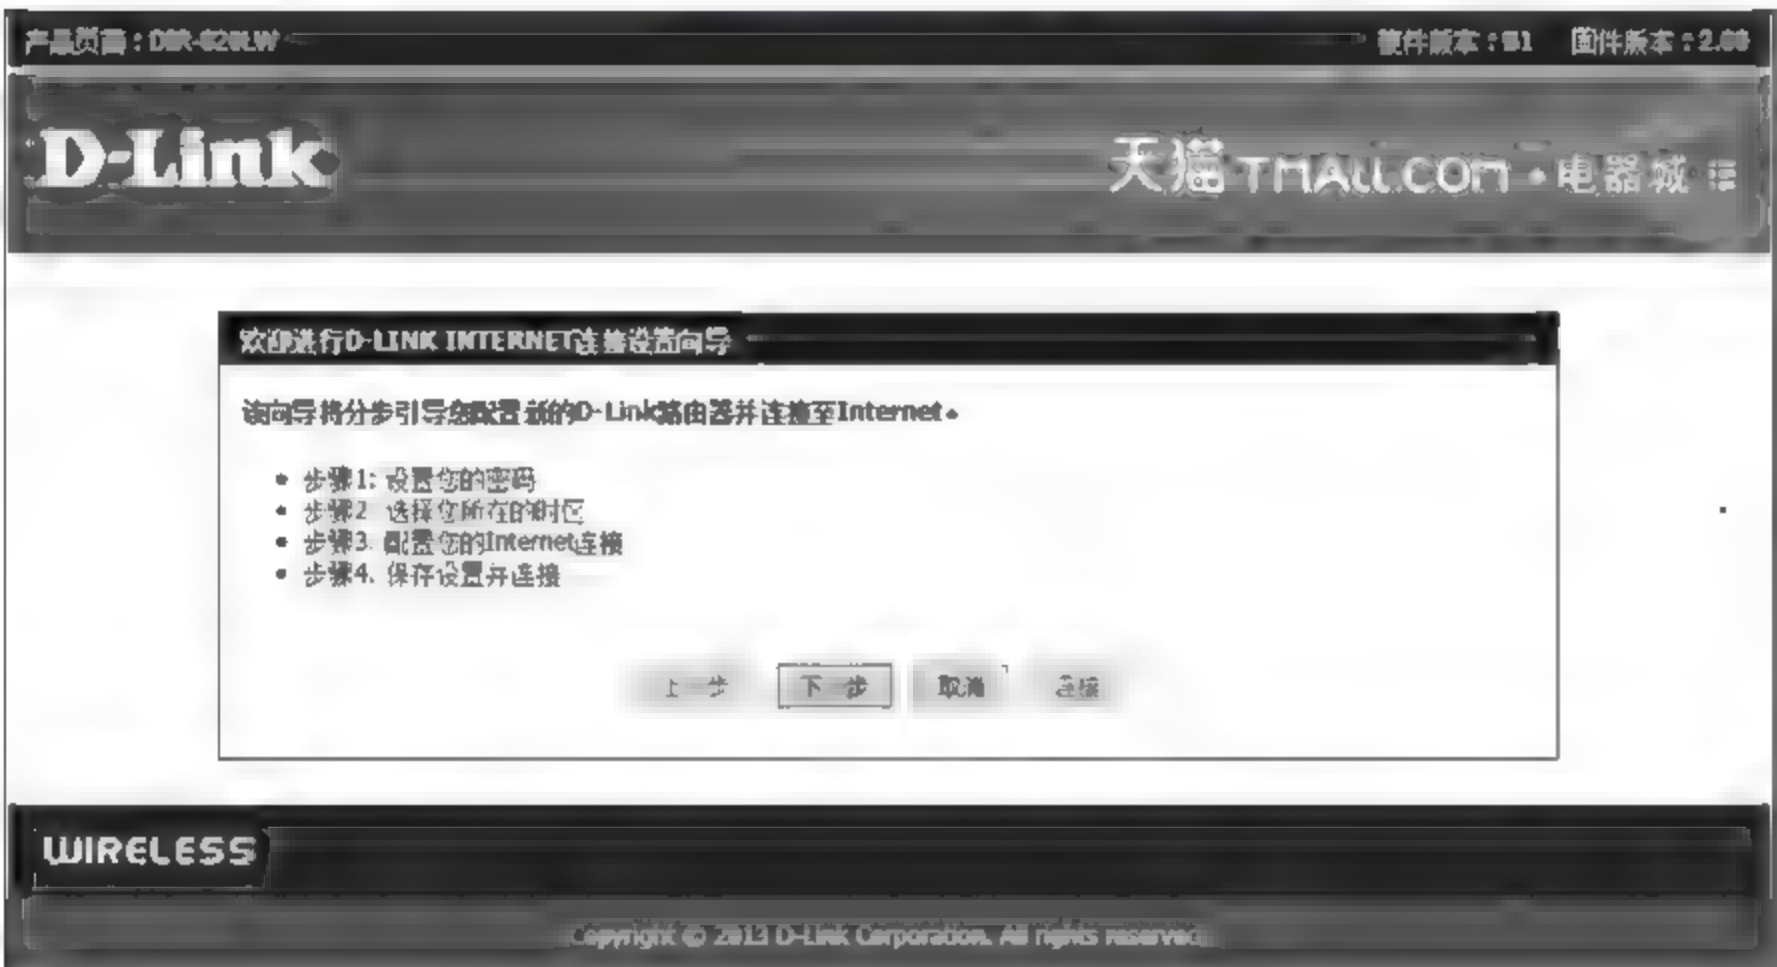 产品页面：DIR-620LW 硬件版本：B1 固件版本：2.00
D-Link
天猫 TMALL.COM·电器城
欢迎进行D-LINK INTERNET连接设置向导
该向导将分步引导您配置新的D-Link路由器并连接至Internet。
步骤1: 设置您的密码
步骤2: 选择您所在的时区
步骤3: 配置您的Internet连接
步骤4: 保存设置并连接
上一步 下一步 取消 连接
WIRELESS
Copyright © 2013 D-Link Corporation. All rights reserved.